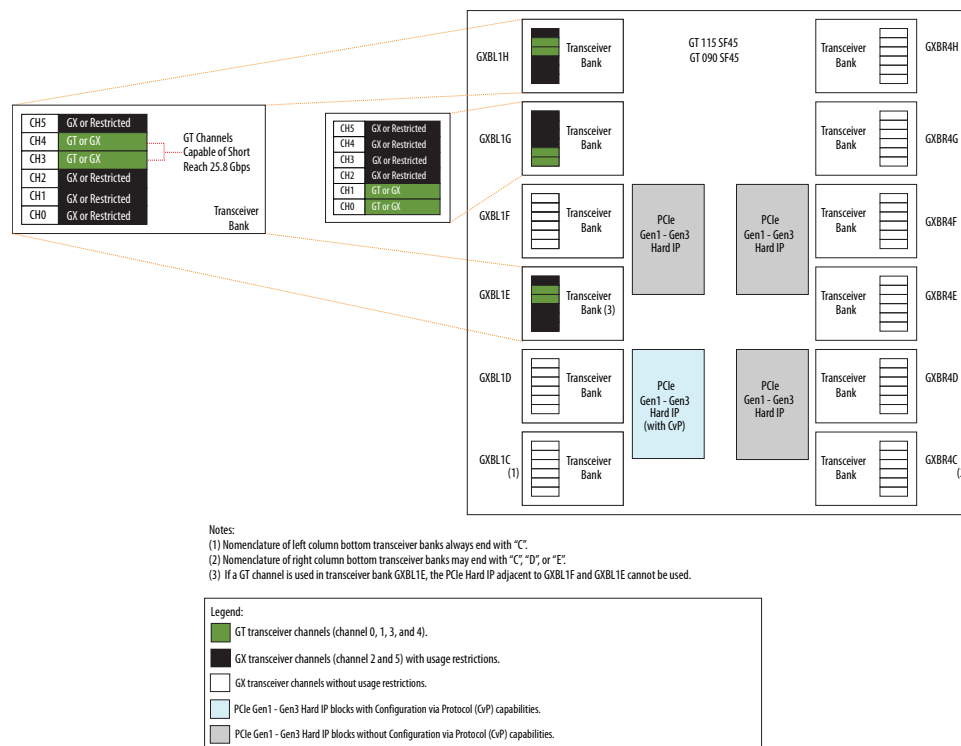 GT 115 SF45
GT 090 SF45
GXBL1H
Transceiver
Bank
Transceiver
Bank
GXBR4H
CH5 GX or Restricted
CH4 GT or GX
CH3 GT or GX
CH2 GX or Restricted
CH1 GX or Restricted
CH0 GX or Restricted
GT Channels
Capable of Short
Reach 25.8 Gbps
Transceiver
Bank
CH5 GX or Restricted
CH4 GX or Restricted
CH3 GX or Restricted
CH2 GX or Restricted
CH1 GT or GX
CH0 GT or GX
GXBL1G
Transceiver
Bank
Transceiver
Bank
GXBR4G
GXBL1F
Transceiver
Bank
PCIe
Gen1 - Gen3
Hard IP
PCIe
Gen1 - Gen3
Hard IP
Transceiver
Bank
GXBR4F
GXBL1E
Transceiver
Bank (3)
Transceiver
Bank
GXBR4E
GXBL1D
Transceiver
Bank
PCIe
Gen1 - Gen3
Hard IP
(with CvP)
PCIe
Gen1 - Gen3
Hard IP
Transceiver
Bank
GXBR4D
GXBL1C
(1)
Transceiver
Bank
Transceiver
Bank
GXBR4C
Notes:
(1) Nomenclature of left column bottom transceiver banks always end with “C”.
(2) Nomenclature of right column bottom transceiver banks may end with “C”, “D”, or “E”.
(3) If a GT channel is used in transceiver bank GXBL1E, the PCIe Hard IP adjacent to GXBL1F and GXBL1E cannot be used.
Legend:
GT transceiver channels (channel 0, 1, 3, and 4).
GX transceiver channels (channel 2 and 5) with usage restrictions.
GX transceiver channels without usage restrictions.
PCIe Gen1 - Gen3 Hard IP blocks with Configuration via Protocol (CvP) capabilities.
PCIe Gen1 - Gen3 Hard IP blocks without Configuration via Protocol (CvP) capabilities.